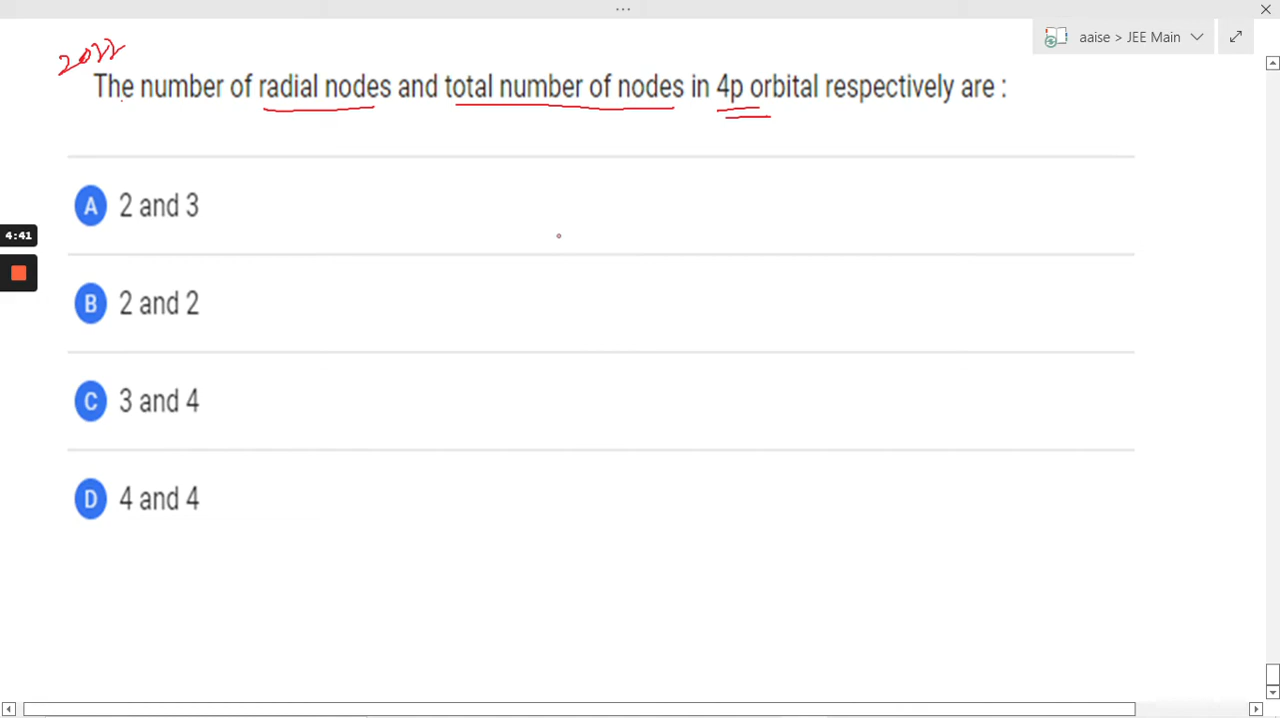 ...
aaise > JEE Main
2022
The number of radial nodes and total number of nodes in 4p orbital respectively are :
A 2 and 3
4:41
B 2 and 2
C 3 and 4
D 4 and 4